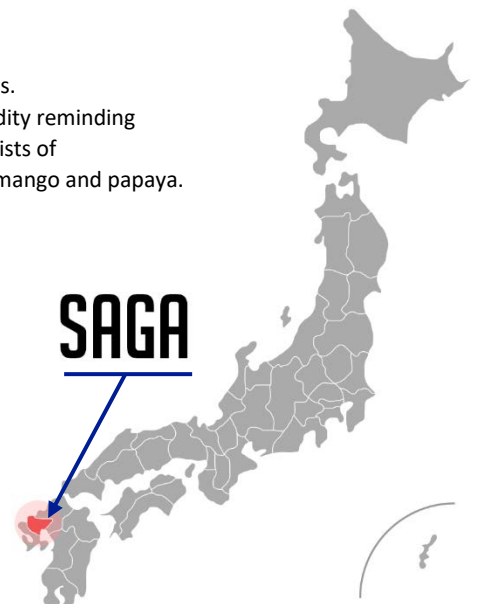 s.
dity reminding
ists of
mango and papaya.
SAGA